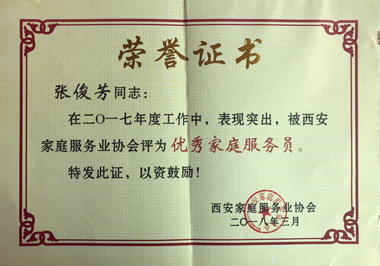 荣誉证书
张俊芳同志：
在二〇一七年度工作中，表现突出，被西安
家庭服务业协会评为优秀家庭服务员。
特发此证，以资鼓励！
西安家庭服务业协会
二〇一八年三月